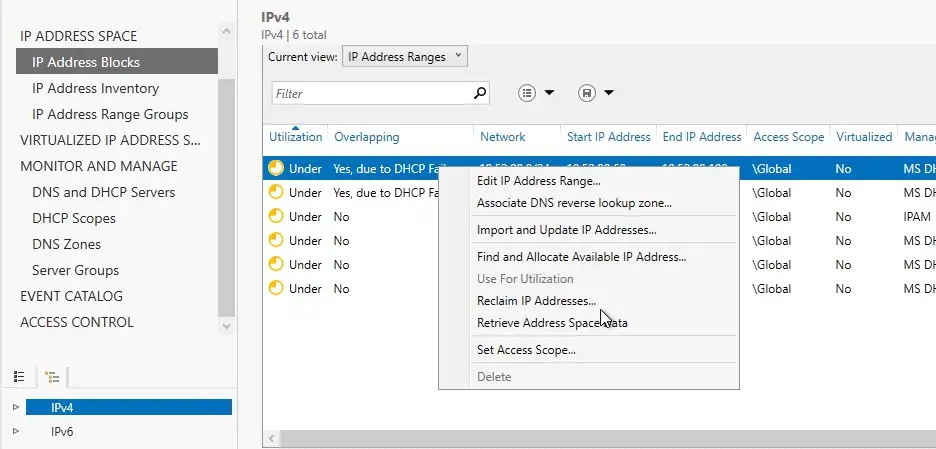 IP ADDRESS SPACE
IP Address Blocks
IP Address Inventory
IP Address Range Groups
VIRTUALIZED IP ADDRESS S...
MONITOR AND MANAGE
DNS and DHCP Servers
DHCP Scopes
DNS Zones
Server Groups
EVENT CATALOG
ACCESS CONTROL
IPv4
IPv6
IPv4
IPv4 | 6 total
Current view: IP Address Ranges
Filter
Utilization Overlapping Network Start IP Address End IP Address Access Scope Virtualized Mana
Under Yes, due to DHCP Fail \Global No MS DH
Under Yes, due to DHCP F \Global No MS DH
Under No \Global No IPAM
Under No \Global No MS DH
Under No \Global No MS DH
Under No \Global No MS DH
Edit IP Address Range...
Associate DNS reverse lookup zone...
Import and Update IP Addresses...
Find and Allocate Available IP Address...
Use For Utilization
Reclaim IP Addresses...
Retrieve Address Space Data
Set Access Scope...
Delete